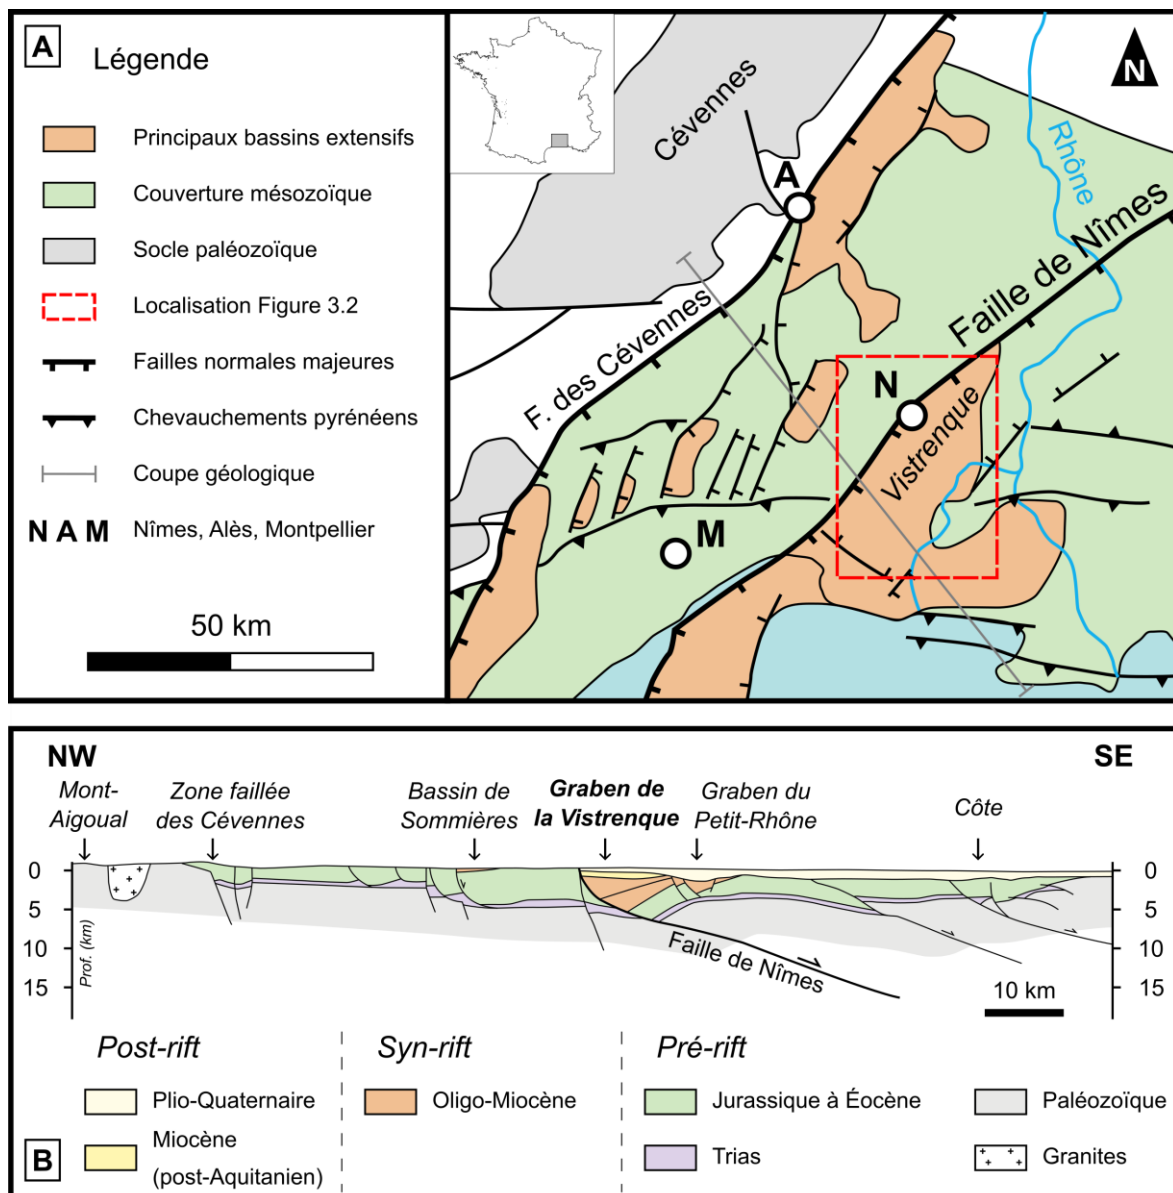 A
Légende
Principaux bassins extensifs
Couverture mésozoïque
Socle paléozoïque
Localisation Figure 3.2
Failles normales majeures
Chevauchements pyrénéens
Coupe géologique
N A M Nîmes, Alès, Montpellier
50 km
Cévennes
N
A
Rhône
Faille de Nîmes
F. des Cévennes
N
Vistrenque
M
B
NW
SE
Mont-
Aigoual
Zone faillée
des Cévennes
Bassin de
Sommières
Graben de
la Vistrenque
Graben du
Petit-Rhône
Côte
0
5
10
15
Prof. (km)
Faille de Nîmes
0
5
10
15
10 km
Post-rift
Plio-Quaternaire
Miocène
(post-Aquitanien)
Syn-rift
Oligo-Miocène
Pré-rift
Jurassique à Éocène
Paléozoïque
Trias
Granites